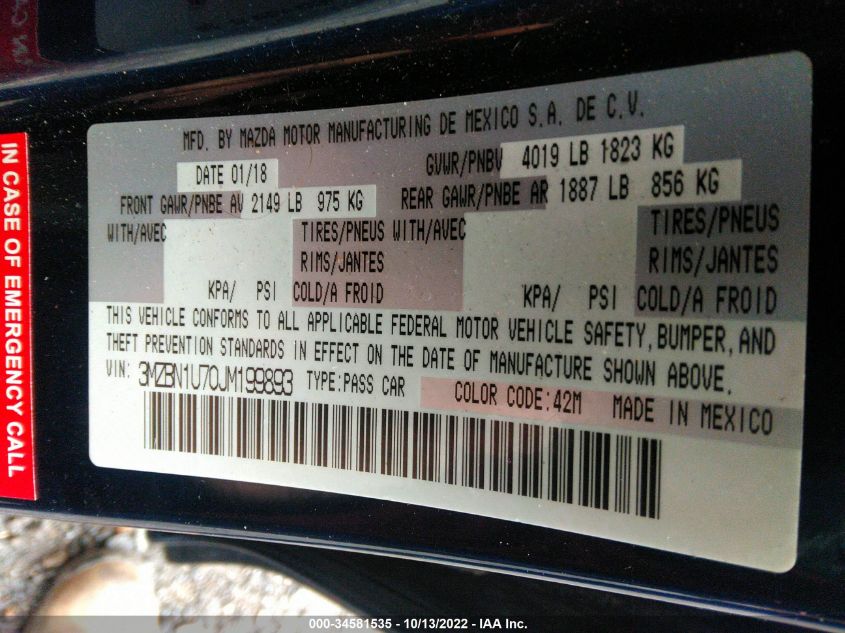 IN CASE OF EMERGENCY CALL
MFD. BY MAZDA MOTOR MANUFACTURING DE MEXICO S.A. DE C.V.
DATE 01/18 GVWR/PNBV 4019 LB 1823 KG
FRONT GAWR/PNBE AV 2149 LB 975 KG REAR GAWR/PNBE AR 1887 LB 856 KG
WITH/AVEC TIRES/PNEUS WITH/AVEC TIRES/PNEUS
RIMS/JANTES RIMS/JANTES
KPA/ PSI COLD/A FROID KPA/ PSI COLD/A FROID
THIS VEHICLE CONFORMS TO ALL APPLICABLE FEDERAL MOTOR VEHICLE SAFETY, BUMPER, AND
THEFT PREVENTION STANDARDS IN EFFECT ON THE DATE OF MANUFACTURE SHOWN ABOVE.
VIN: 3MZBN1U70JM199893 TYPE:PASS CAR COLOR CODE:42M MADE IN MEXICO
000-34581535 - 10/13/2022 - IAA Inc.